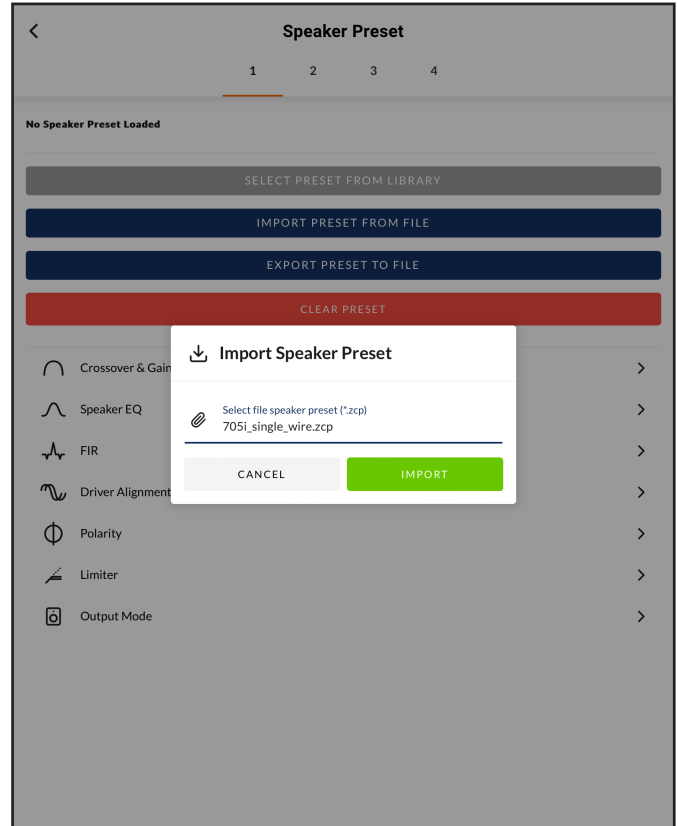 Speaker Preset
1 2 3 4
No Speaker Preset Loaded
SELECT PRESET FROM LIBRARY
IMPORT PRESET FROM FILE
EXPORT PRESET TO FILE
CLEAR PRESET
Import Speaker Preset
Select file speaker preset (*.zcp)
705i_single_wire.zcp
CANCEL IMPORT
Crossover & Gain
Speaker EQ
FIR
Driver Alignment
Polarity
Limiter
Output Mode